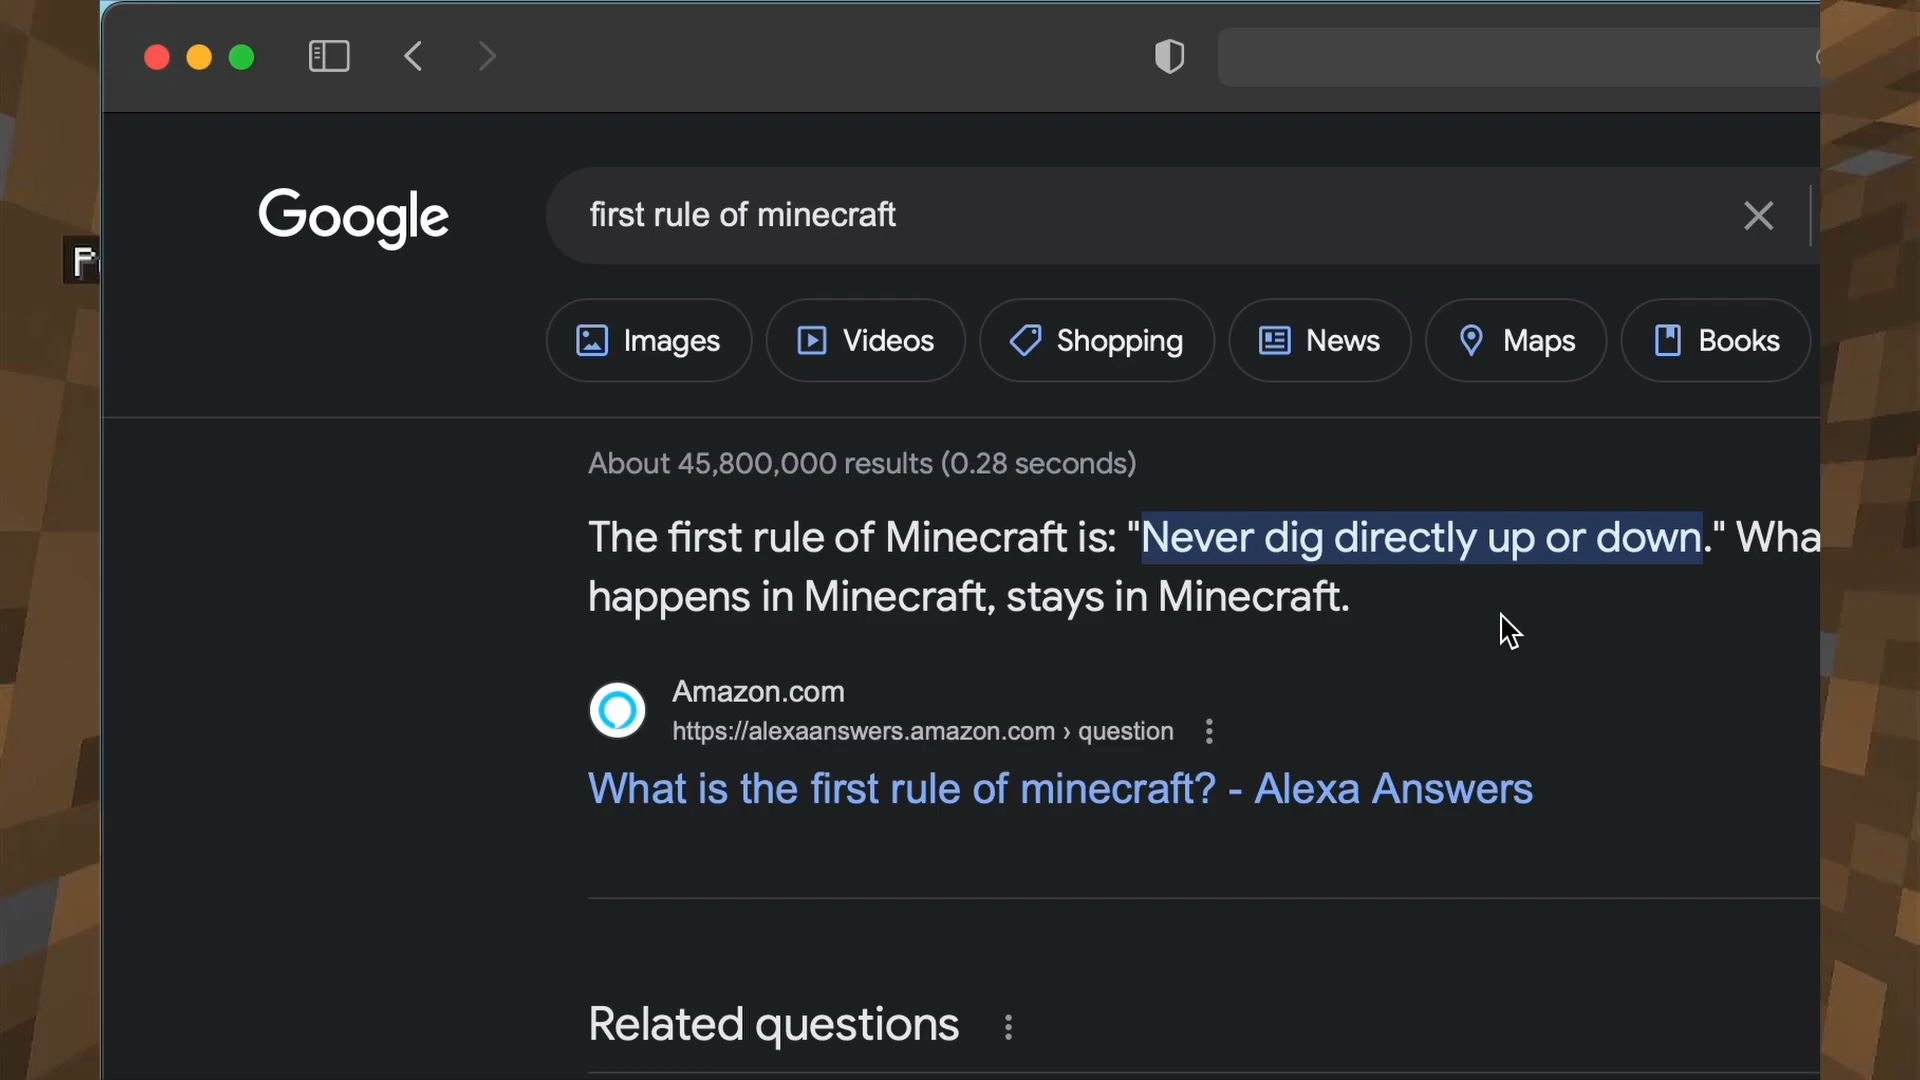 Google
first rule of minecraft
Images Videos Shopping News Maps Books
About 45,800,000 results (0.28 seconds)
The first rule of Minecraft is: "Never dig directly up or down." Wha
happens in Minecraft, stays in Minecraft.
Amazon.com
https://alexaanswers.amazon.com › question
What is the first rule of minecraft? - Alexa Answers
Related questions